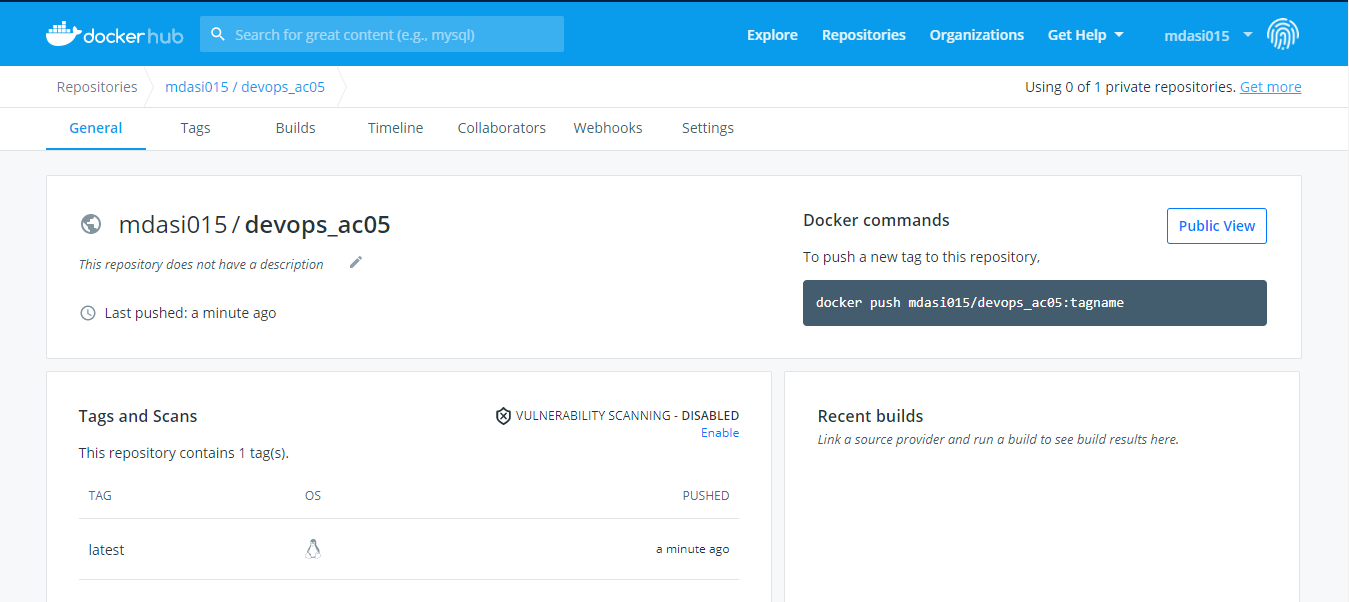 docker hub
Search for great content (e.g., mysql)
Explore Repositories Organizations Get Help mdasi015
Repositories mdasi015 / devops_ac05
Using 0 of 1 private repositories. Get more
General Tags Builds Timeline Collaborators Webhooks Settings
mdasi015 / devops_ac05
This repository does not have a description
Last pushed: a minute ago
Docker commands
Public View
To push a new tag to this repository,
docker push mdasi015/devops_ac05:tagname
Tags and Scans
VULNERABILITY SCANNING - DISABLED
Enable
This repository contains 1 tag(s).
TAG OS PUSHED
latest a minute ago
Recent builds
Link a source provider and run a build to see build results here.